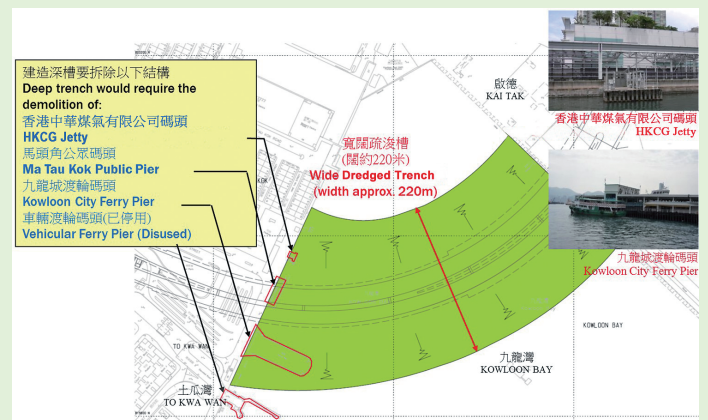 建造深槽要拆除以下結構
Deep trench would require the
demolition of:
香港中華煤氣有限公司碼頭
HKCG Jetty
馬頭角公眾碼頭
Ma Tau Kok Public Pier
九龍城渡輪碼頭
Kowloon City Ferry Pier
車輛渡輪碼頭(已停用)
Vehicular Ferry Pier (Disused)
啟德
KAI TAK
寬闊疏浚槽
(闊約220米)
Wide Dredged Trench
(width approx. 220m)
香港中華煤氣有限公司碼頭
HKCG Jetty
九龍城渡輪碼頭
Kowloon City Ferry Pier
KOWLOON BAY
九龍灣
KOWLOON BAY
TO KWA WAN
土瓜灣
TO KWA WAN